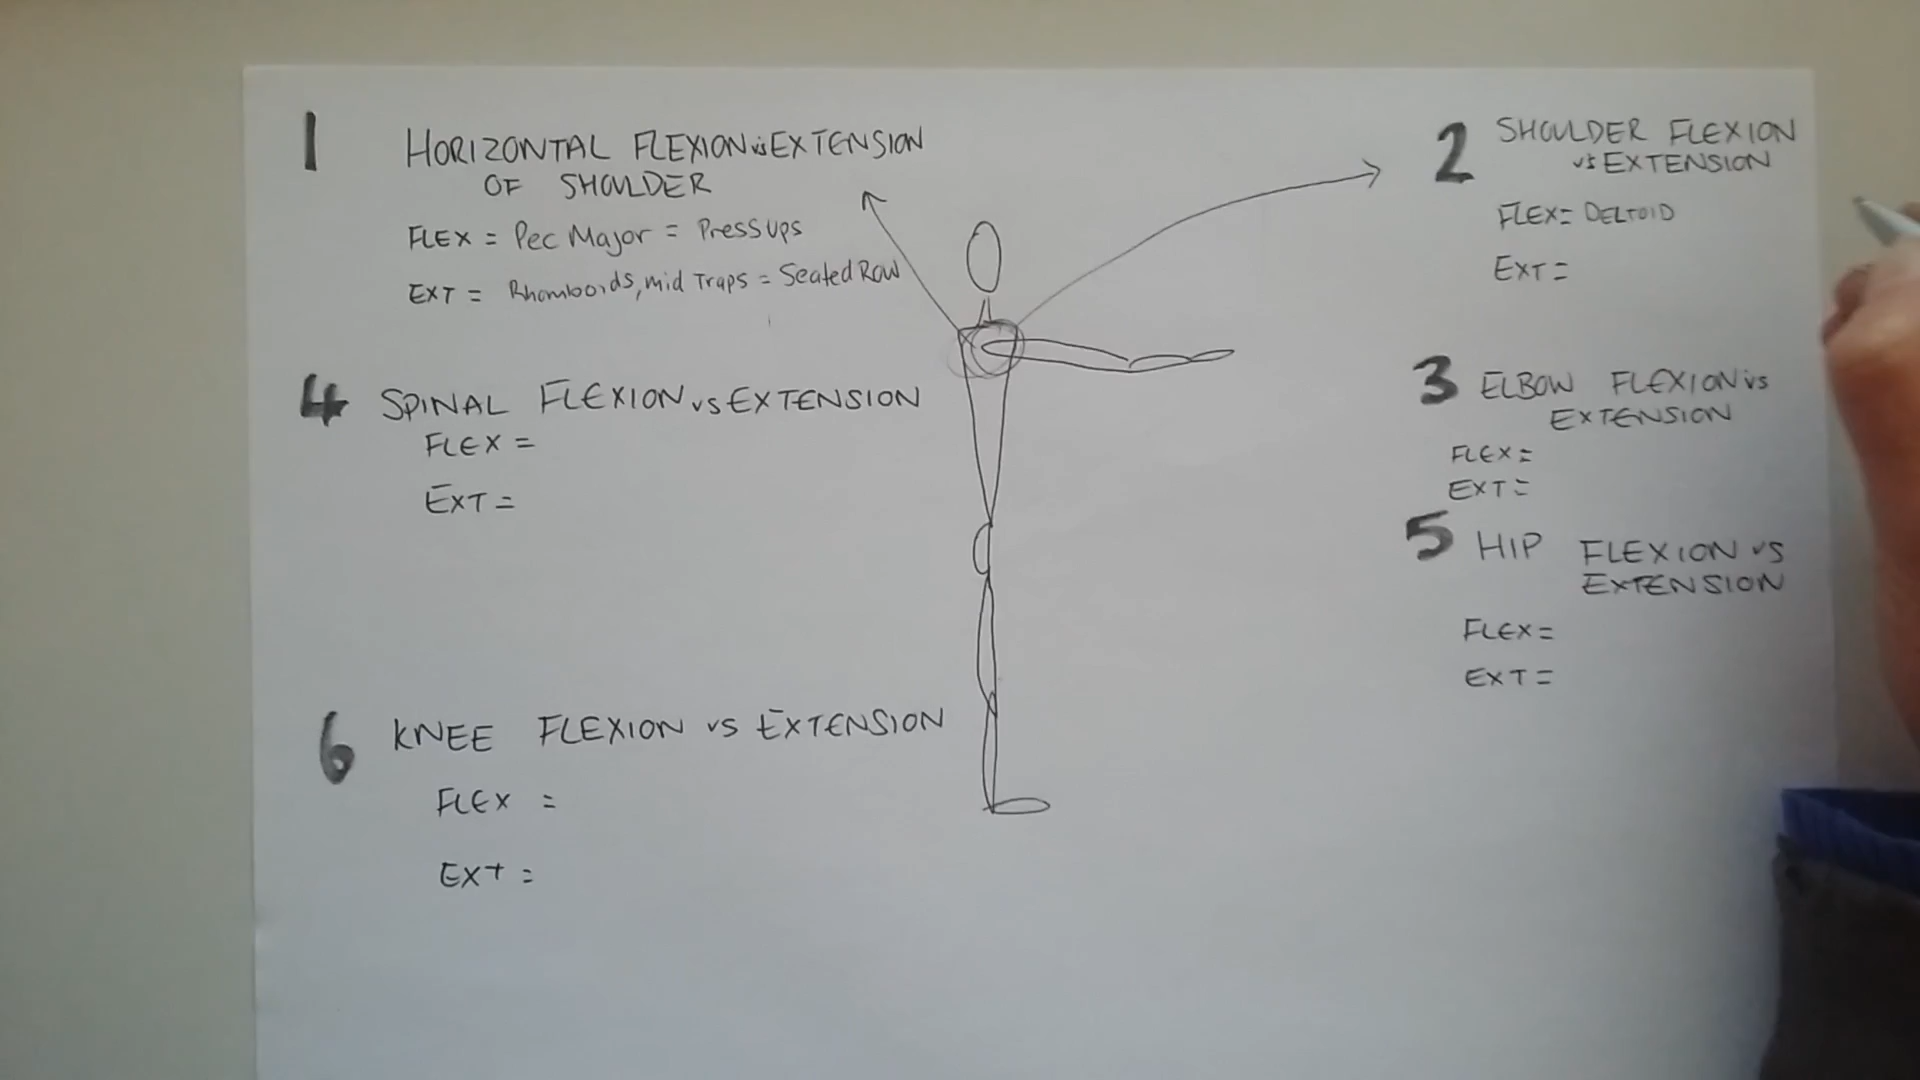 1
HORIZONTAL FLEXION vs EXTENSION
OF SHOULDER
FLEX = Pec Major = Press ups
EXT = Rhomboids, mid Traps = Seated Row
2
SHOULDER FLEXION
vs EXTENSION
FLEX = DELTOID
EXT =
4
SPINAL FLEXION vs EXTENSION
FLEX =
EXT =
3
ELBOW FLEXION vs
EXTENSION
FLEX =
EXT =
5
HIP FLEXION vs
EXTENSION
FLEX =
EXT =
6
KNEE FLEXION vs EXTENSION
FLEX =
EXT =